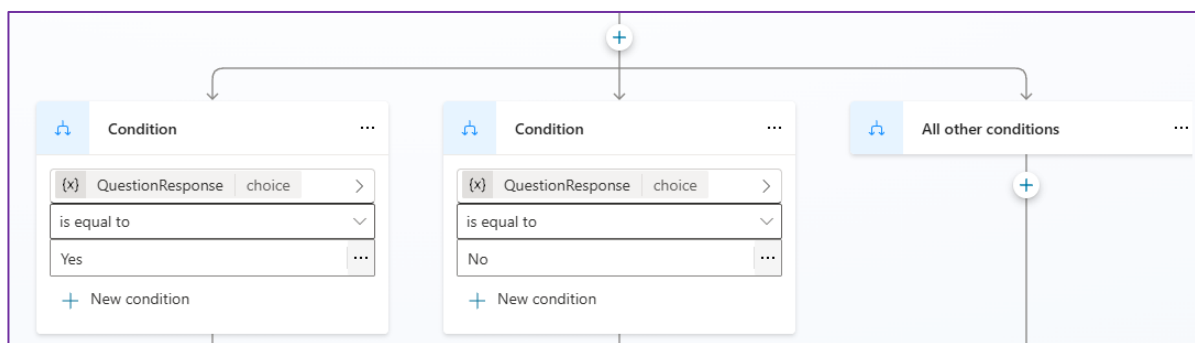 Condition ...
Condition ...
All other conditions ...
{x} QuestionResponse choice
{x} QuestionResponse choice
is equal to
is equal to
Yes ...
No ...
+ New condition
+ New condition